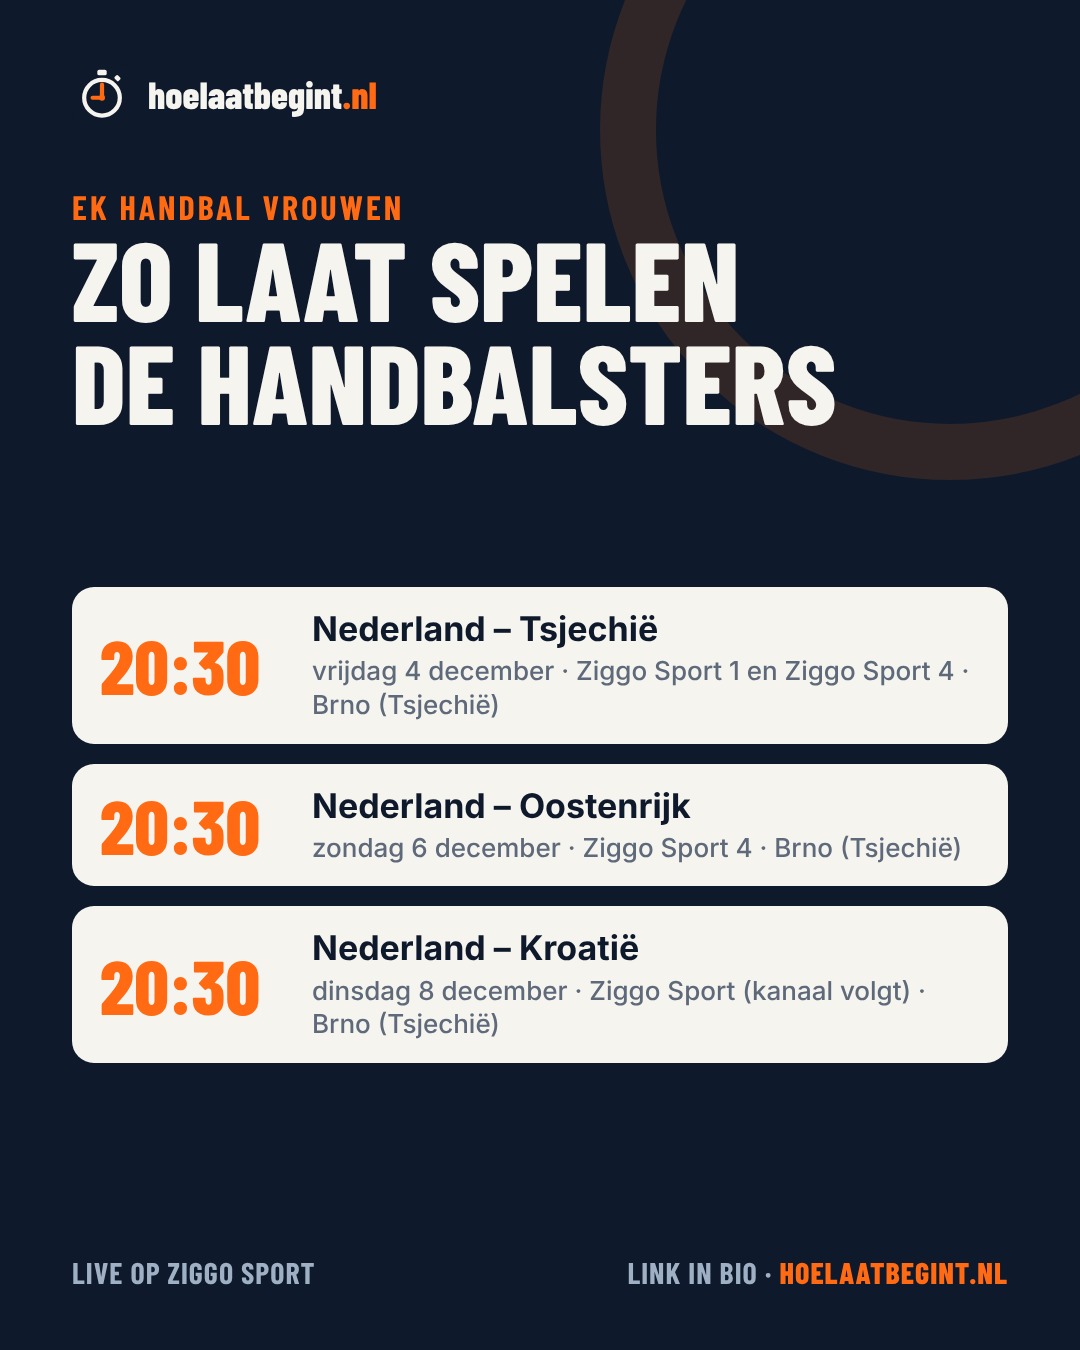 hoelaatbegint.nl
EK HANDBAL VROUWEN
ZO LAAT SPELEN
DE HANDBALSTERS
20:30
Nederland – Tsjechië
vrijdag 4 december · Ziggo Sport 1 en Ziggo Sport 4 ·
Brno (Tsjechië)
20:30
Nederland – Oostenrijk
zondag 6 december · Ziggo Sport 4 · Brno (Tsjechië)
20:30
Nederland – Kroatië
dinsdag 8 december · Ziggo Sport (kanaal volgt) ·
Brno (Tsjechië)
LIVE OP ZIGGO SPORT
LINK IN BIO · HOELAATBEGINT.NL